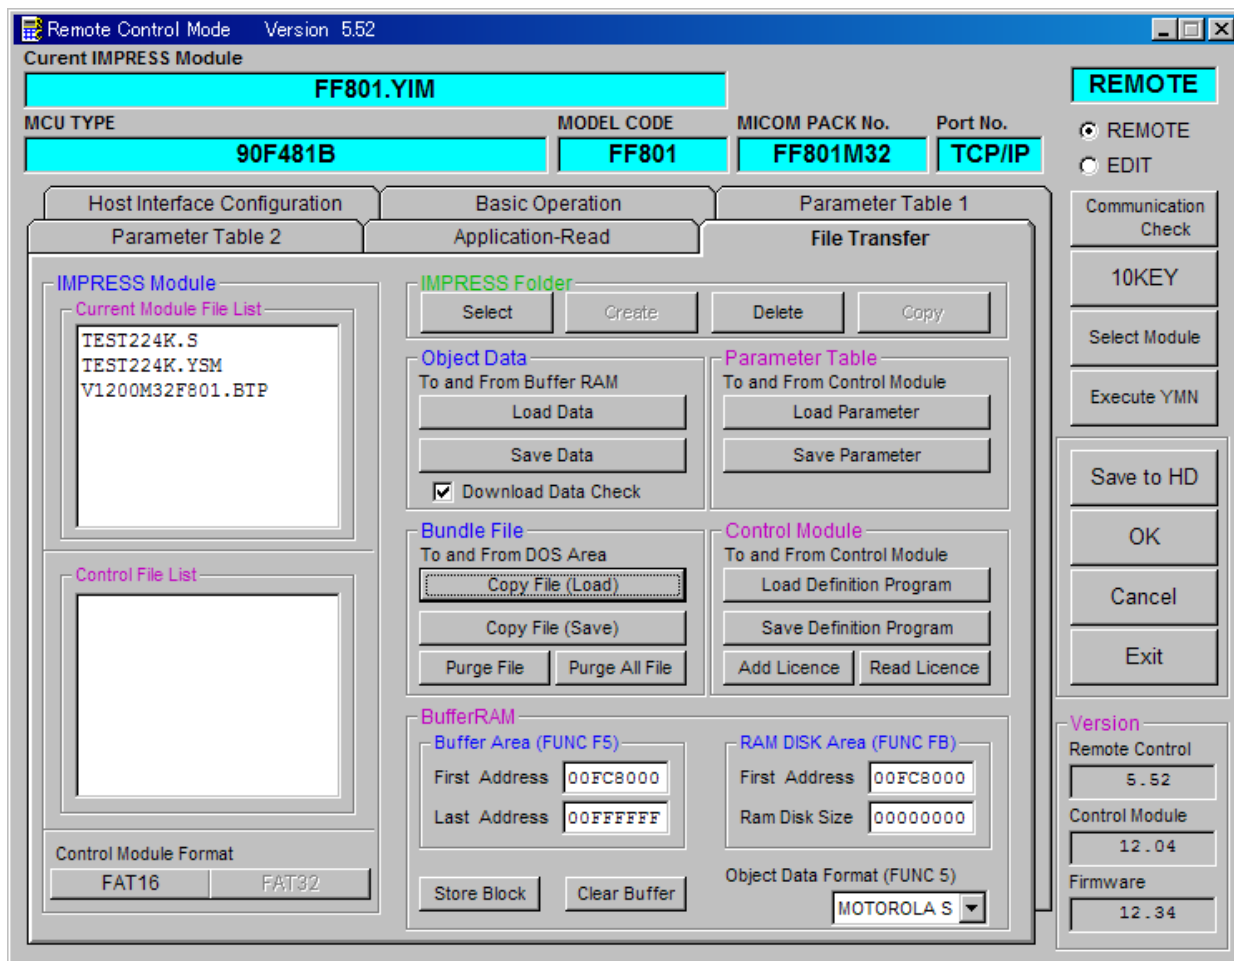 Remote Control Mode Version 5.52
Curent IMPRESS Module
FF801.YIM
REMOTE
MCU TYPE MODEL CODE MICOM PACK No. Port No.
90F481B FF801 FF801M32 TCP/IP
REMOTE
EDIT
Host Interface Configuration Basic Operation Parameter Table 1
Parameter Table 2 Application-Read File Transfer
Communication
Check
10KEY
Select Module
Execute YMN
IMPRESS Module
Current Module File List
TEST224K.S
TEST224K.YSM
V1200M32F801.BTP
Control File List
Control Module Format
FAT16 FAT32
IMPRESS Folder
Select Create Delete Copy
Object Data
To and From Buffer RAM
Load Data
Save Data
Download Data Check
Parameter Table
To and From Control Module
Load Parameter
Save Parameter
Bundle File
To and From DOS Area
Copy File (Load)
Copy File (Save)
Purge File Purge All File
Control Module
To and From Control Module
Load Definition Program
Save Definition Program
Add Licence Read Licence
BufferRAM
Buffer Area (FUNC F5)
First Address 00FC8000
Last Address 00FFFFFF
RAM DISK Area (FUNC FB)
First Address 00FC8000
Ram Disk Size 00000000
Store Block Clear Buffer
Object Data Format (FUNC 5)
MOTOROLA S
Save to HD
OK
Cancel
Exit
Version
Remote Control
5.52
Control Module
12.04
Firmware
12.34